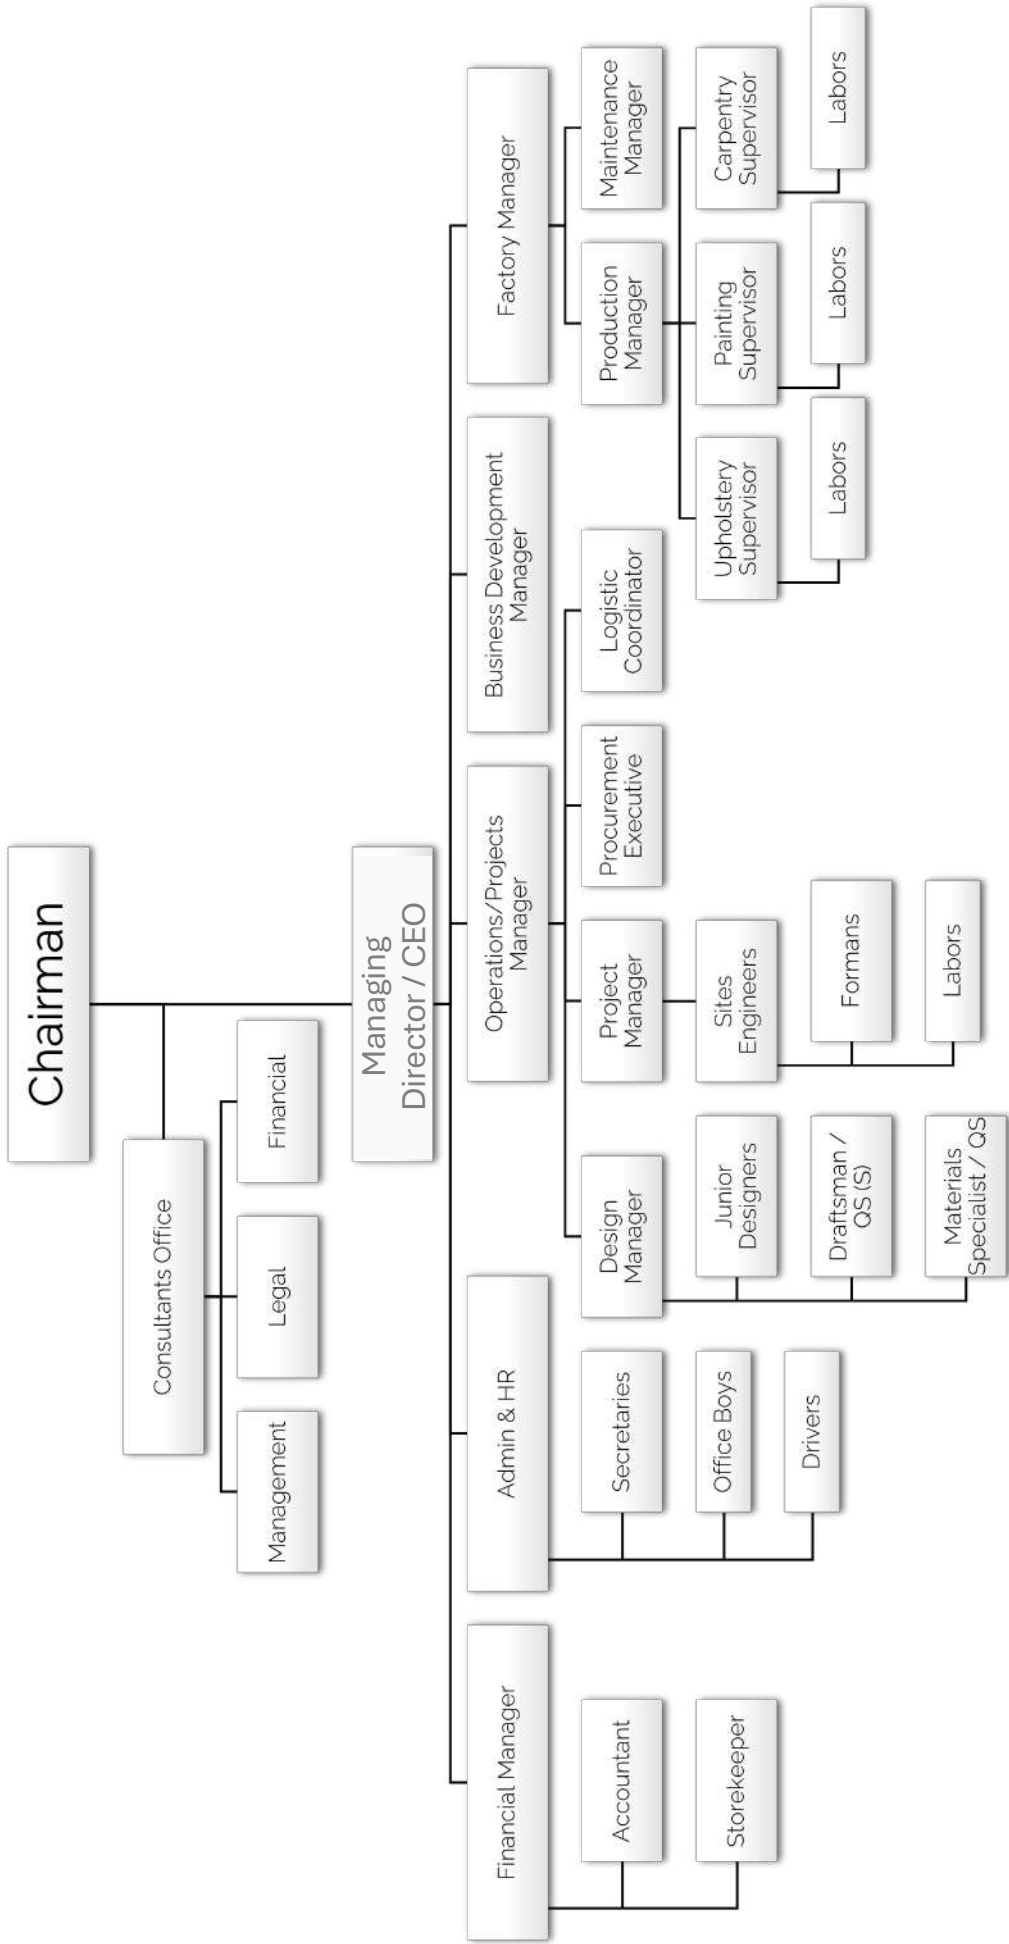 Chairman
Consultants Office
Management
Legal
Financial
Managing
Director / CEO
Financial Manager
Admin & HR
Operations/Projects
Manager
Business Development
Manager
Factory Manager
Accountant
Storekeeper
Secretaries
Office Boys
Drivers
Design
Manager
Junior
Designers
Draftsman /
QS (S)
Materials
Specialist / QS
Project
Manager
Sites
Engineers
Formans
Labors
Procurement
Executive
Logistic
Coordinator
Production
Manager
Maintenance
Manager
Upholstery
Supervisor
Labors
Painting
Supervisor
Labors
Carpentry
Supervisor
Labors